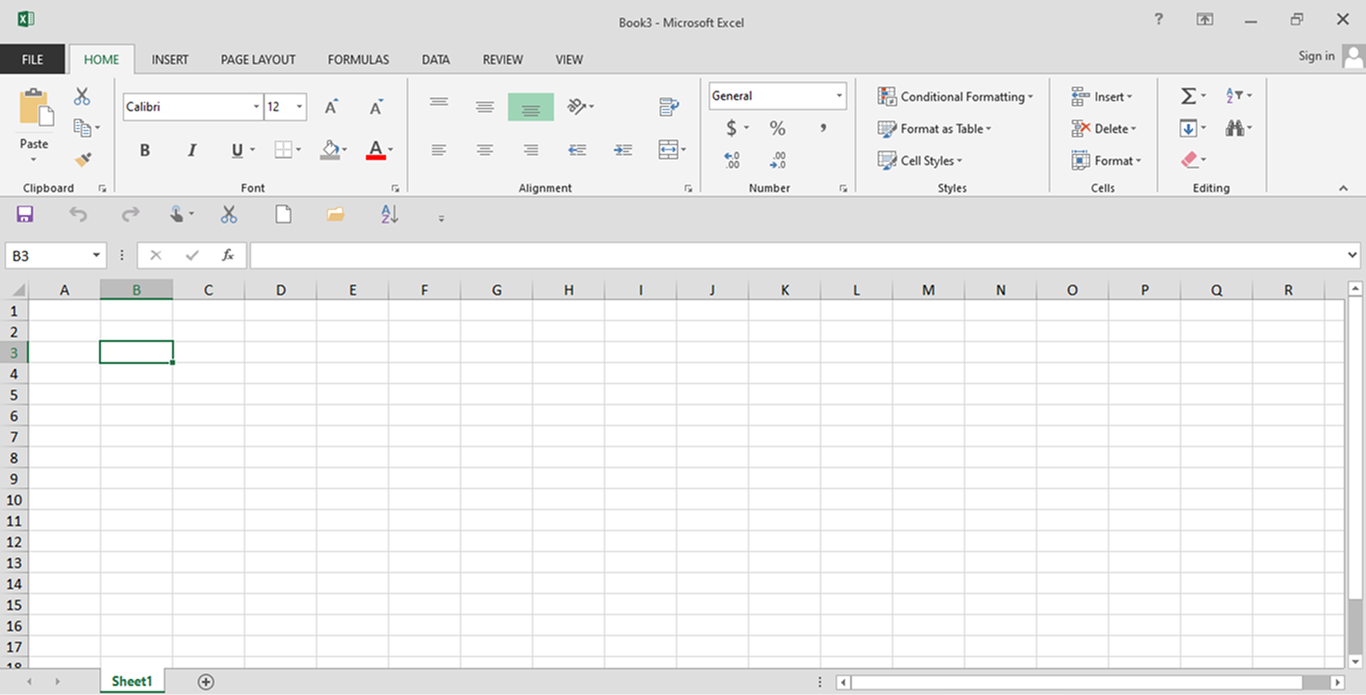 Book3 - Microsoft Excel
?
FILE HOME INSERT PAGE LAYOUT FORMULAS DATA REVIEW VIEW Sign in
Paste
Clipboard
Calibri 12 A A
B I U A
Font
Alignment
General
$ % ,
.0 .00
.00 .0
Number
Conditional Formatting
Format as Table
Cell Styles
Styles
Insert
Delete
Format
Cells
Σ A Z
Editing
A Z
B3 fx
A B C D E F G H I J K L M N O P Q R
1
2
3
4
5
6
7
8
9
10
11
12
13
14
15
16
17
18
Sheet1